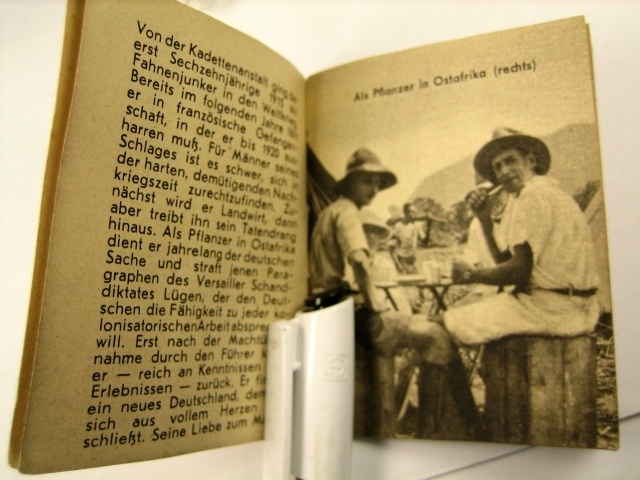 Von der Kadettenanstalt ging der
erst Sechzehnjährige 1915 als
Fahnenjunker in den Weltkrieg.
Bereits im folgenden Jahre
er in französische Gefangen-
schaft, in der er bis 1920 aus-
harren muß. Für Männer seines
Schlages ist es schwer, sich in
der harten, demütigenden Nach-
kriegszeit zurechtzufinden. Zu-
nächst wird er Landwirt, dann
aber treibt ihn sein Tatendrang
hinaus. Als Pflanzer in Ostafrika
dient er jahrelang der deutschen
Sache und straft jenen Para-
graphen des Versailler Schand-
diktates Lügen, der den Deut-
schen die Fähigkeit zu jeder
lonisatorischen Arbeit
will. Erst nach der
nahme durch den Führer
er — reich an Kenntnissen
Erlebnissen — zurück. Er
ein neues Deutschland, dem
sich aus vollem Herzen
schließt. Seine Liebe zum
Als Pflanzer in Ostafrika (rechts)